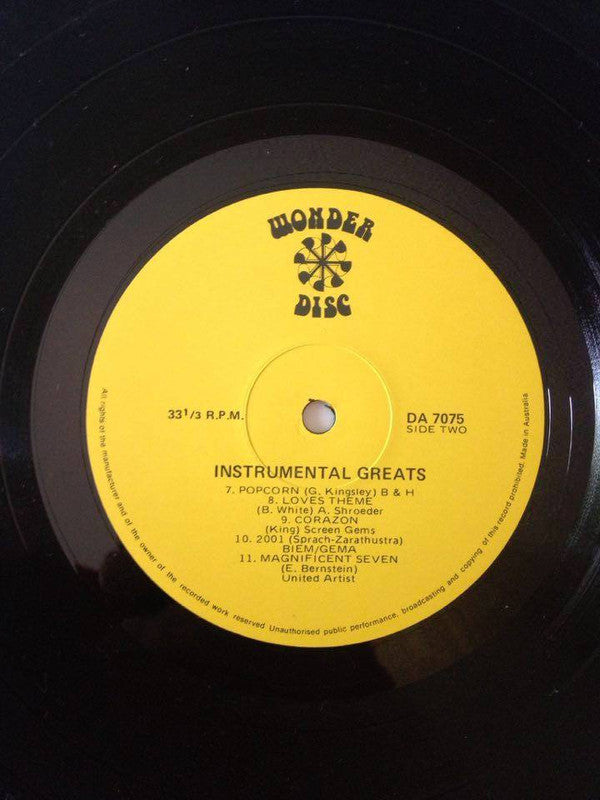 WONDER
DISC
33 1/3 R.P.M.
DA 7075
SIDE TWO
INSTRUMENTAL GREATS
7. POPCORN (G. Kingsley) B & H
8. LOVES THEME
(B. White) A. Shroeder
9. CORAZON
(King) Screen Gems
10. 2001 (Sprach-Zarathustra)
BIEM/GEMA
11. MAGNIFICENT SEVEN
(E. Bernstein)
United Artist
All rights of the manufacturer and of the owner of the recorded work reserved Unauthorised public performance, broadcasting and copying of this record prohibited. Made in Australia